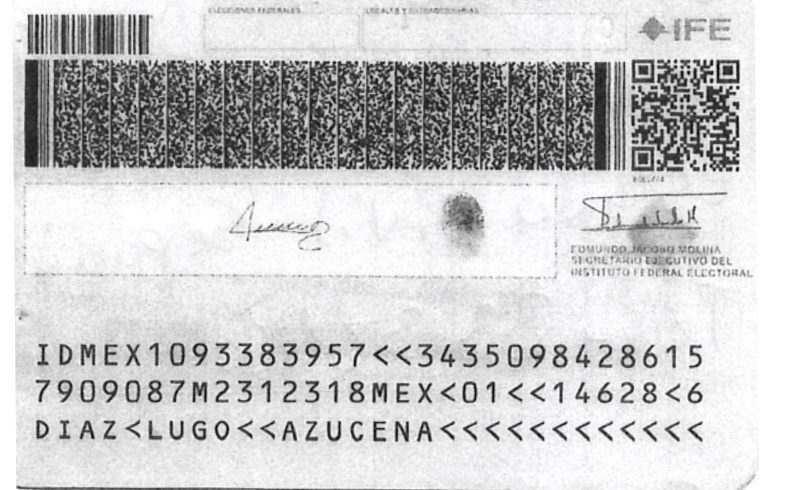 ELECCIONES FEDERALES LOCALES Y EXTRAORDINARIAS
IFE
EDMUNDO JACOBO MOLINA
SECRETARIO EJECUTIVO DEL
INSTITUTO FEDERAL ELECTORAL
IDMEX1093383957<<3435098428615
7909087M2312318MEX<01<<14628<6
DIAZ<LUGO<<AZUCENA<<<<<<<<<<<<